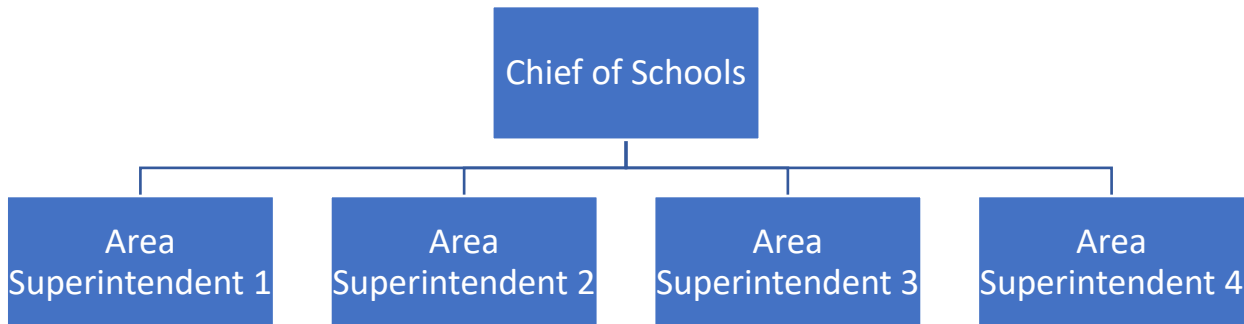 Chief of Schools
Area
Superintendent 1
Area
Superintendent 2
Area
Superintendent 3
Area
Superintendent 4